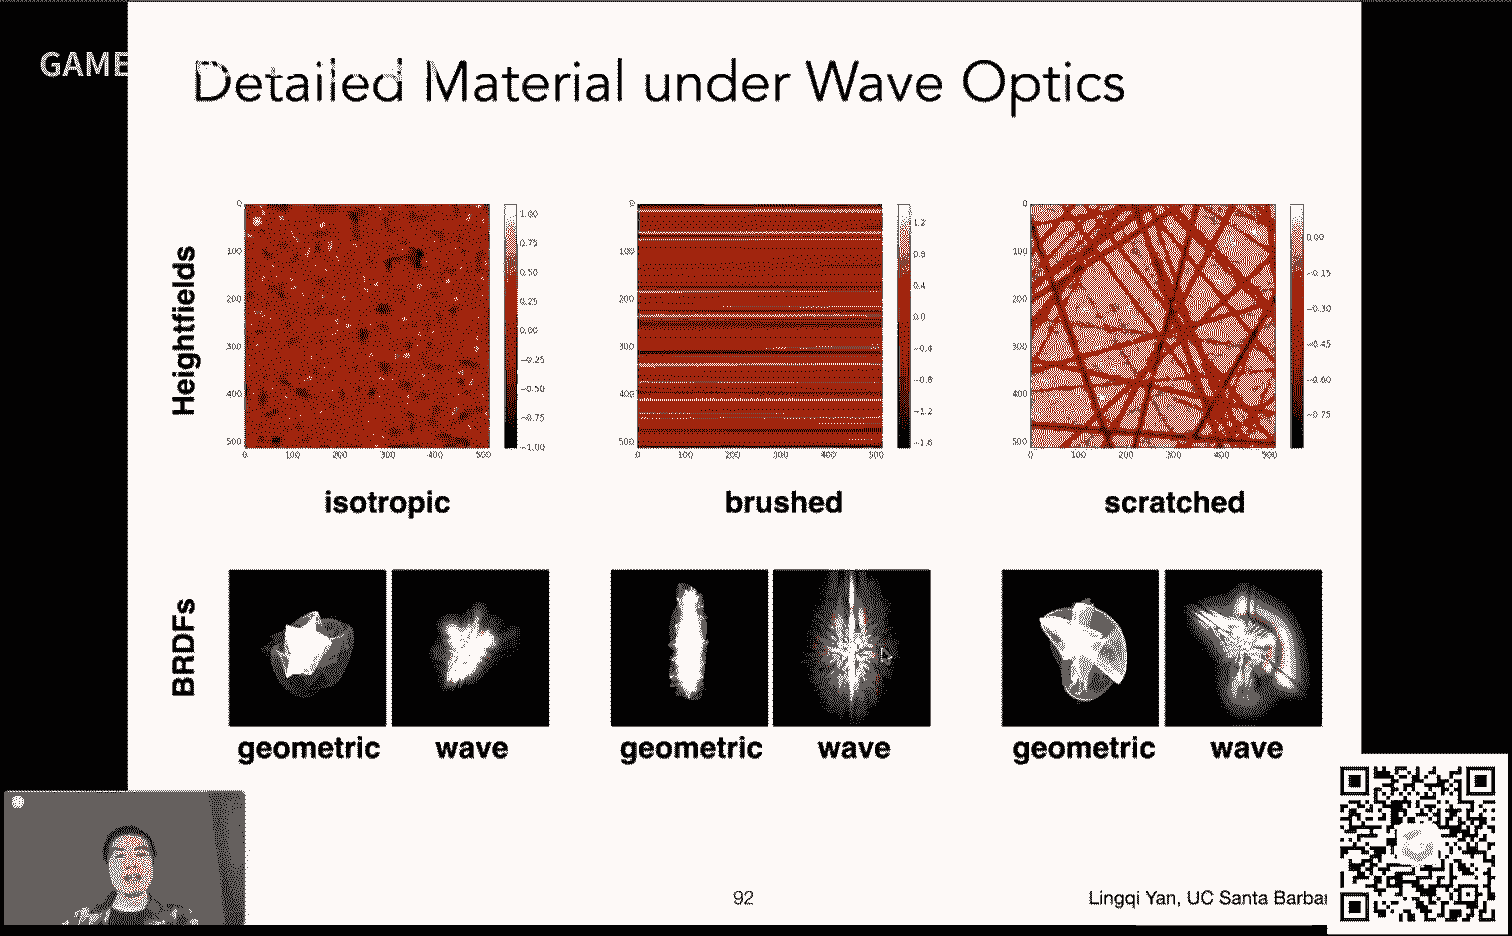 GAME
Detailed Material under Wave Optics
Heightfields
0 100 200 300 400 500
0 100 200 300 400 500
1.00 0.75 0.50 0.25 0.00 −0.25 −0.50 −0.75 −1.00
0 100 200 300 400 500
0 100 200 300 400 500
1.2 0.8 0.4 0.0 −0.4 −0.8 −1.2 −1.6
0 100 200 300 400 500
0 100 200 300 400 500
0.00 −0.15 −0.30 −0.45 −0.60 −0.75
isotropic brushed scratched
BRDFs
geometric wave geometric wave geometric wave
92
Lingqi Yan, UC Santa Barbar